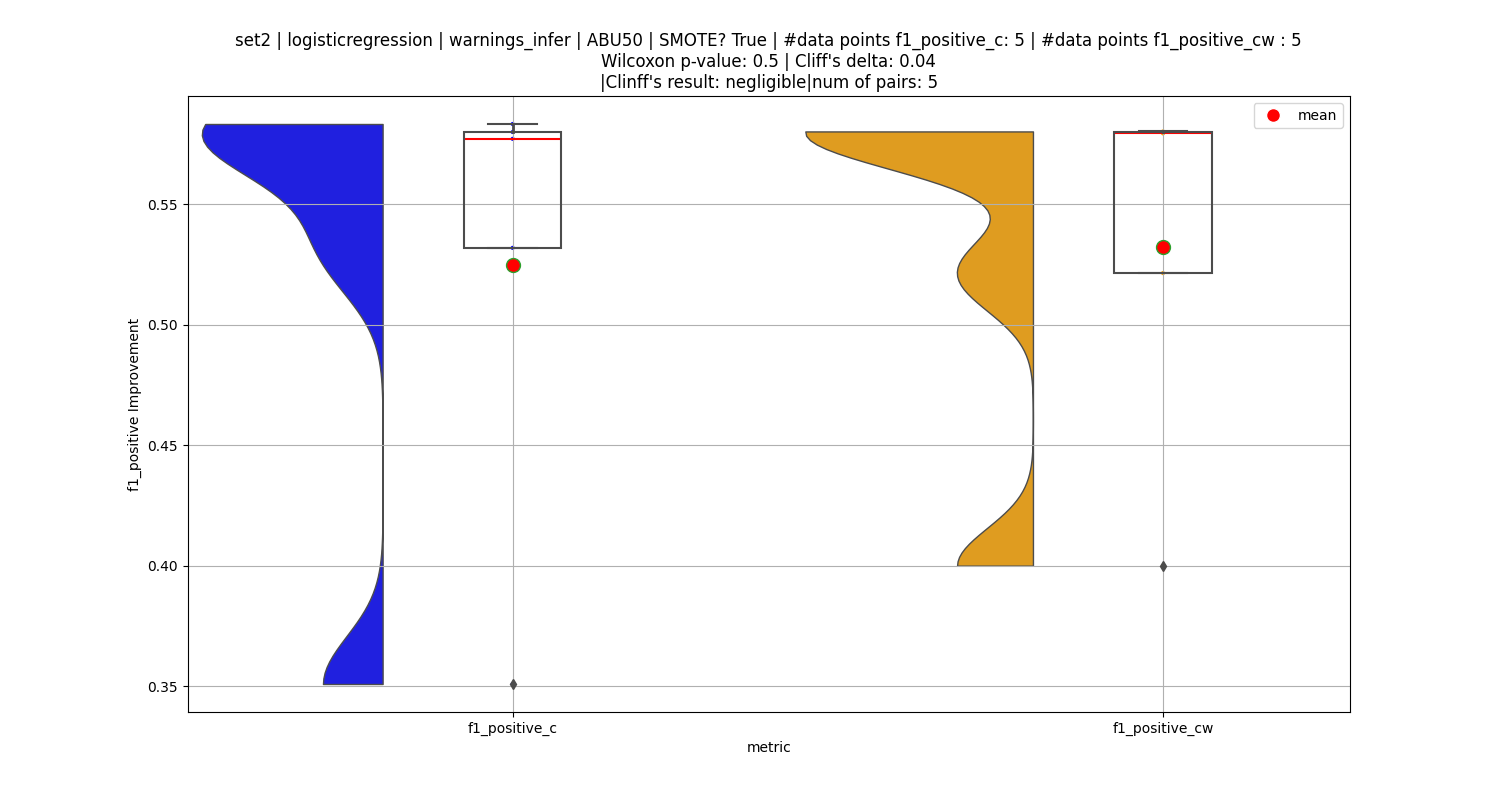 set2 | logisticregression | warnings_infer | ABU50 | SMOTE? True | #data points f1_positive_c: 5 | #data points f1_positive_cw : 5
Wilcoxon p-value: 0.5 | Cliff's delta: 0.04
|Clinff's result: negligible|num of pairs: 5
mean
0.55
0.50
0.45
0.40
0.35
f1_positive Improvement
f1_positive_c
f1_positive_cw
metric